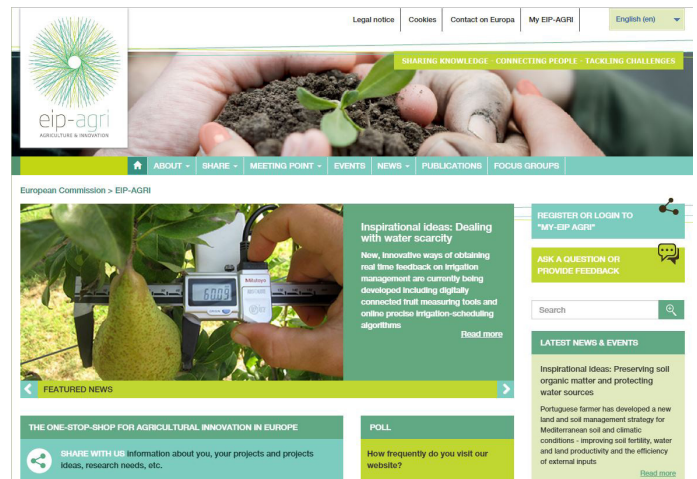 Legal notice
Cookies
Contact on Europa
My EIP-AGRI
English (en)
eip-agri
AGRICULTURE & INNOVATION
SHARING KNOWLEDGE - CONNECTING PEOPLE - TACKLING CHALLENGES
ABOUT
SHARE
MEETING POINT
EVENTS
NEWS
PUBLICATIONS
FOCUS GROUPS
European Commission > EIP-AGRI
Mitutoyo
60.09
Inspirational ideas: Dealing
with water scarcity
New, innovative ways of obtaining
real time feedback on irrigation
management are currently being
developed including digitally
connected fruit measuring tools and
online precise irrigation-scheduling
algorithms
Read more
FEATURED NEWS
REGISTER OR LOGIN TO
"MY-EIP AGRI"
ASK A QUESTION OR
PROVIDE FEEDBACK
Search
LATEST NEWS & EVENTS
Inspirational ideas: Preserving soil
organic matter and protecting
water sources
Portuguese farmer has developed a new
land and soil management strategy for
Mediterranean soil and climatic
conditions - improving soil fertility, water
and land productivity and the efficiency
of external inputs
Read more
THE ONE-STOP-SHOP FOR AGRICULTURAL INNOVATION IN EUROPE
SHARE WITH US information about you, your projects and projects
ideas, research needs, etc.
POLL
How frequently do you visit our
website?